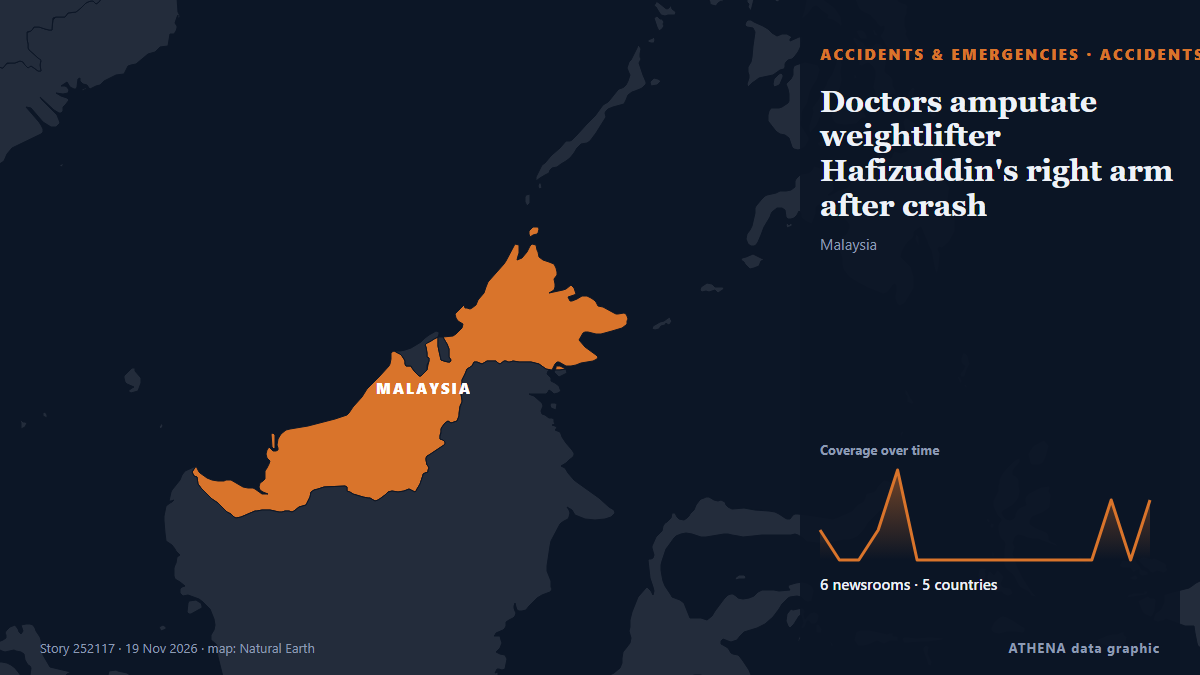 ACCIDENTS & EMERGENCIES · ACCIDENTS
Doctors amputate
weightlifter
Hafizuddin's right arm
after crash
Malaysia
MALAYSIA
Coverage over time
6 newsrooms · 5 countries
Story 252117 · 19 Nov 2026 · map: Natural Earth
ATHENA data graphic